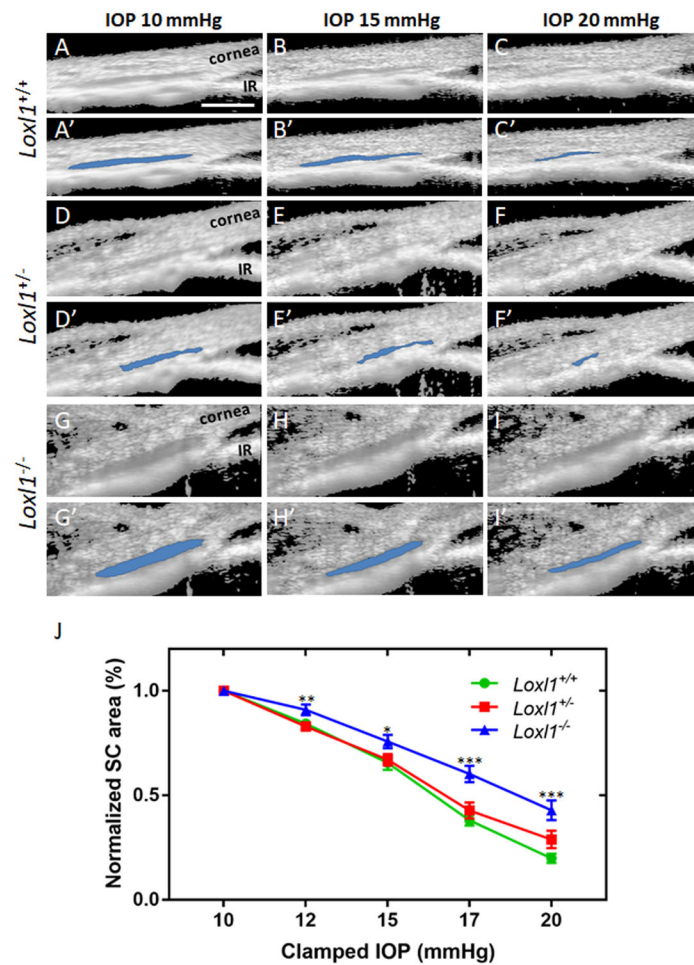 IOP 10 mmHg IOP 15 mmHg IOP 20 mmHg
A cornea IR B C
Loxl1+/+
A’ B’ C’
D cornea IR E F
Loxl1+/-
D’ E’ F’
G cornea IR H I
Loxl1-/-
G’ H’ I’
J
Normalized SC area (%)
1.0
0.5
0.0
** * *** ***
Loxl1+/+
Loxl1+/-
Loxl1-/-
10 12 15 17 20
Clamped IOP (mmHg)